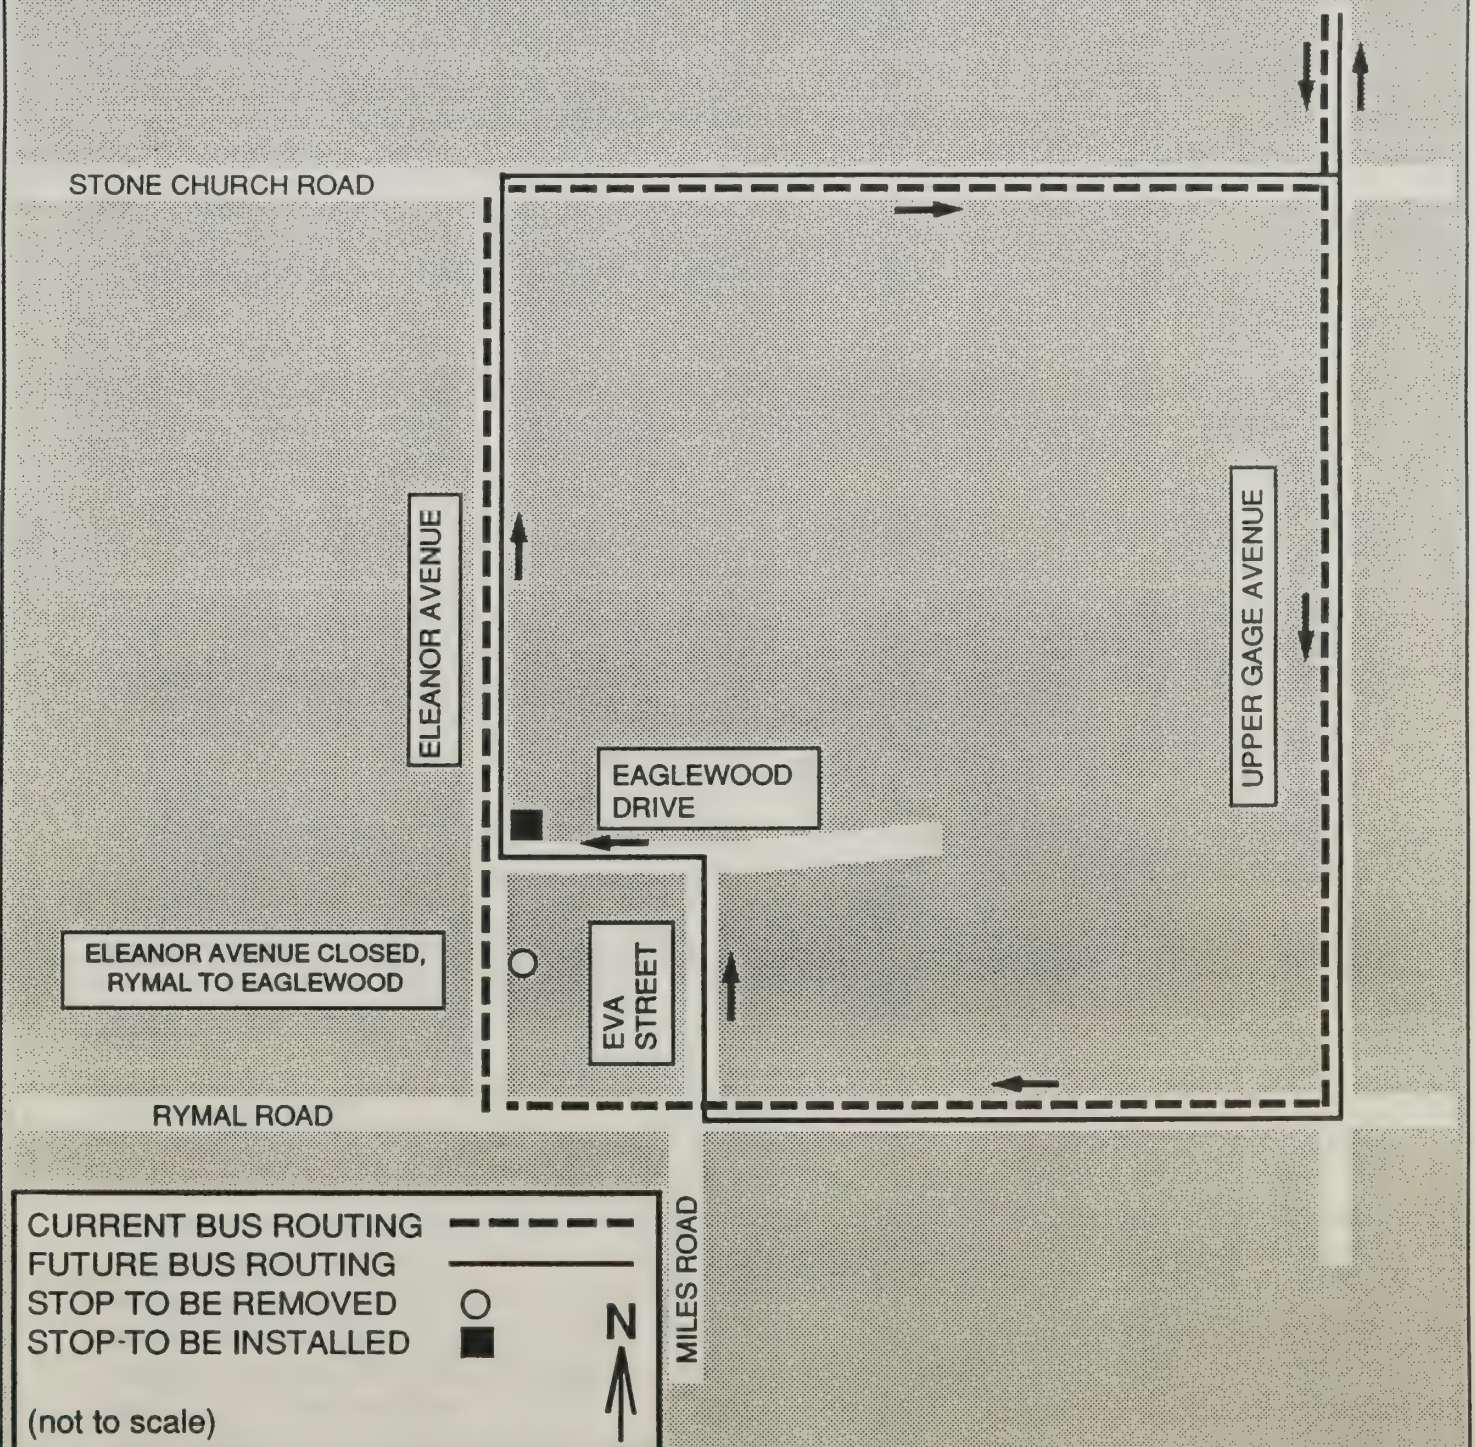 STONE CHURCH ROAD
ELEANOR AVENUE
UPPER GAGE AVENUE
EAGLEWOOD
DRIVE
ELEANOR AVENUE CLOSED,
RYMAL TO EAGLEWOOD
EVA
STREET
RYMAL ROAD
MILES ROAD
CURRENT BUS ROUTING
FUTURE BUS ROUTING
STOP TO BE REMOVED
STOP-TO BE INSTALLED
N
(not to scale)